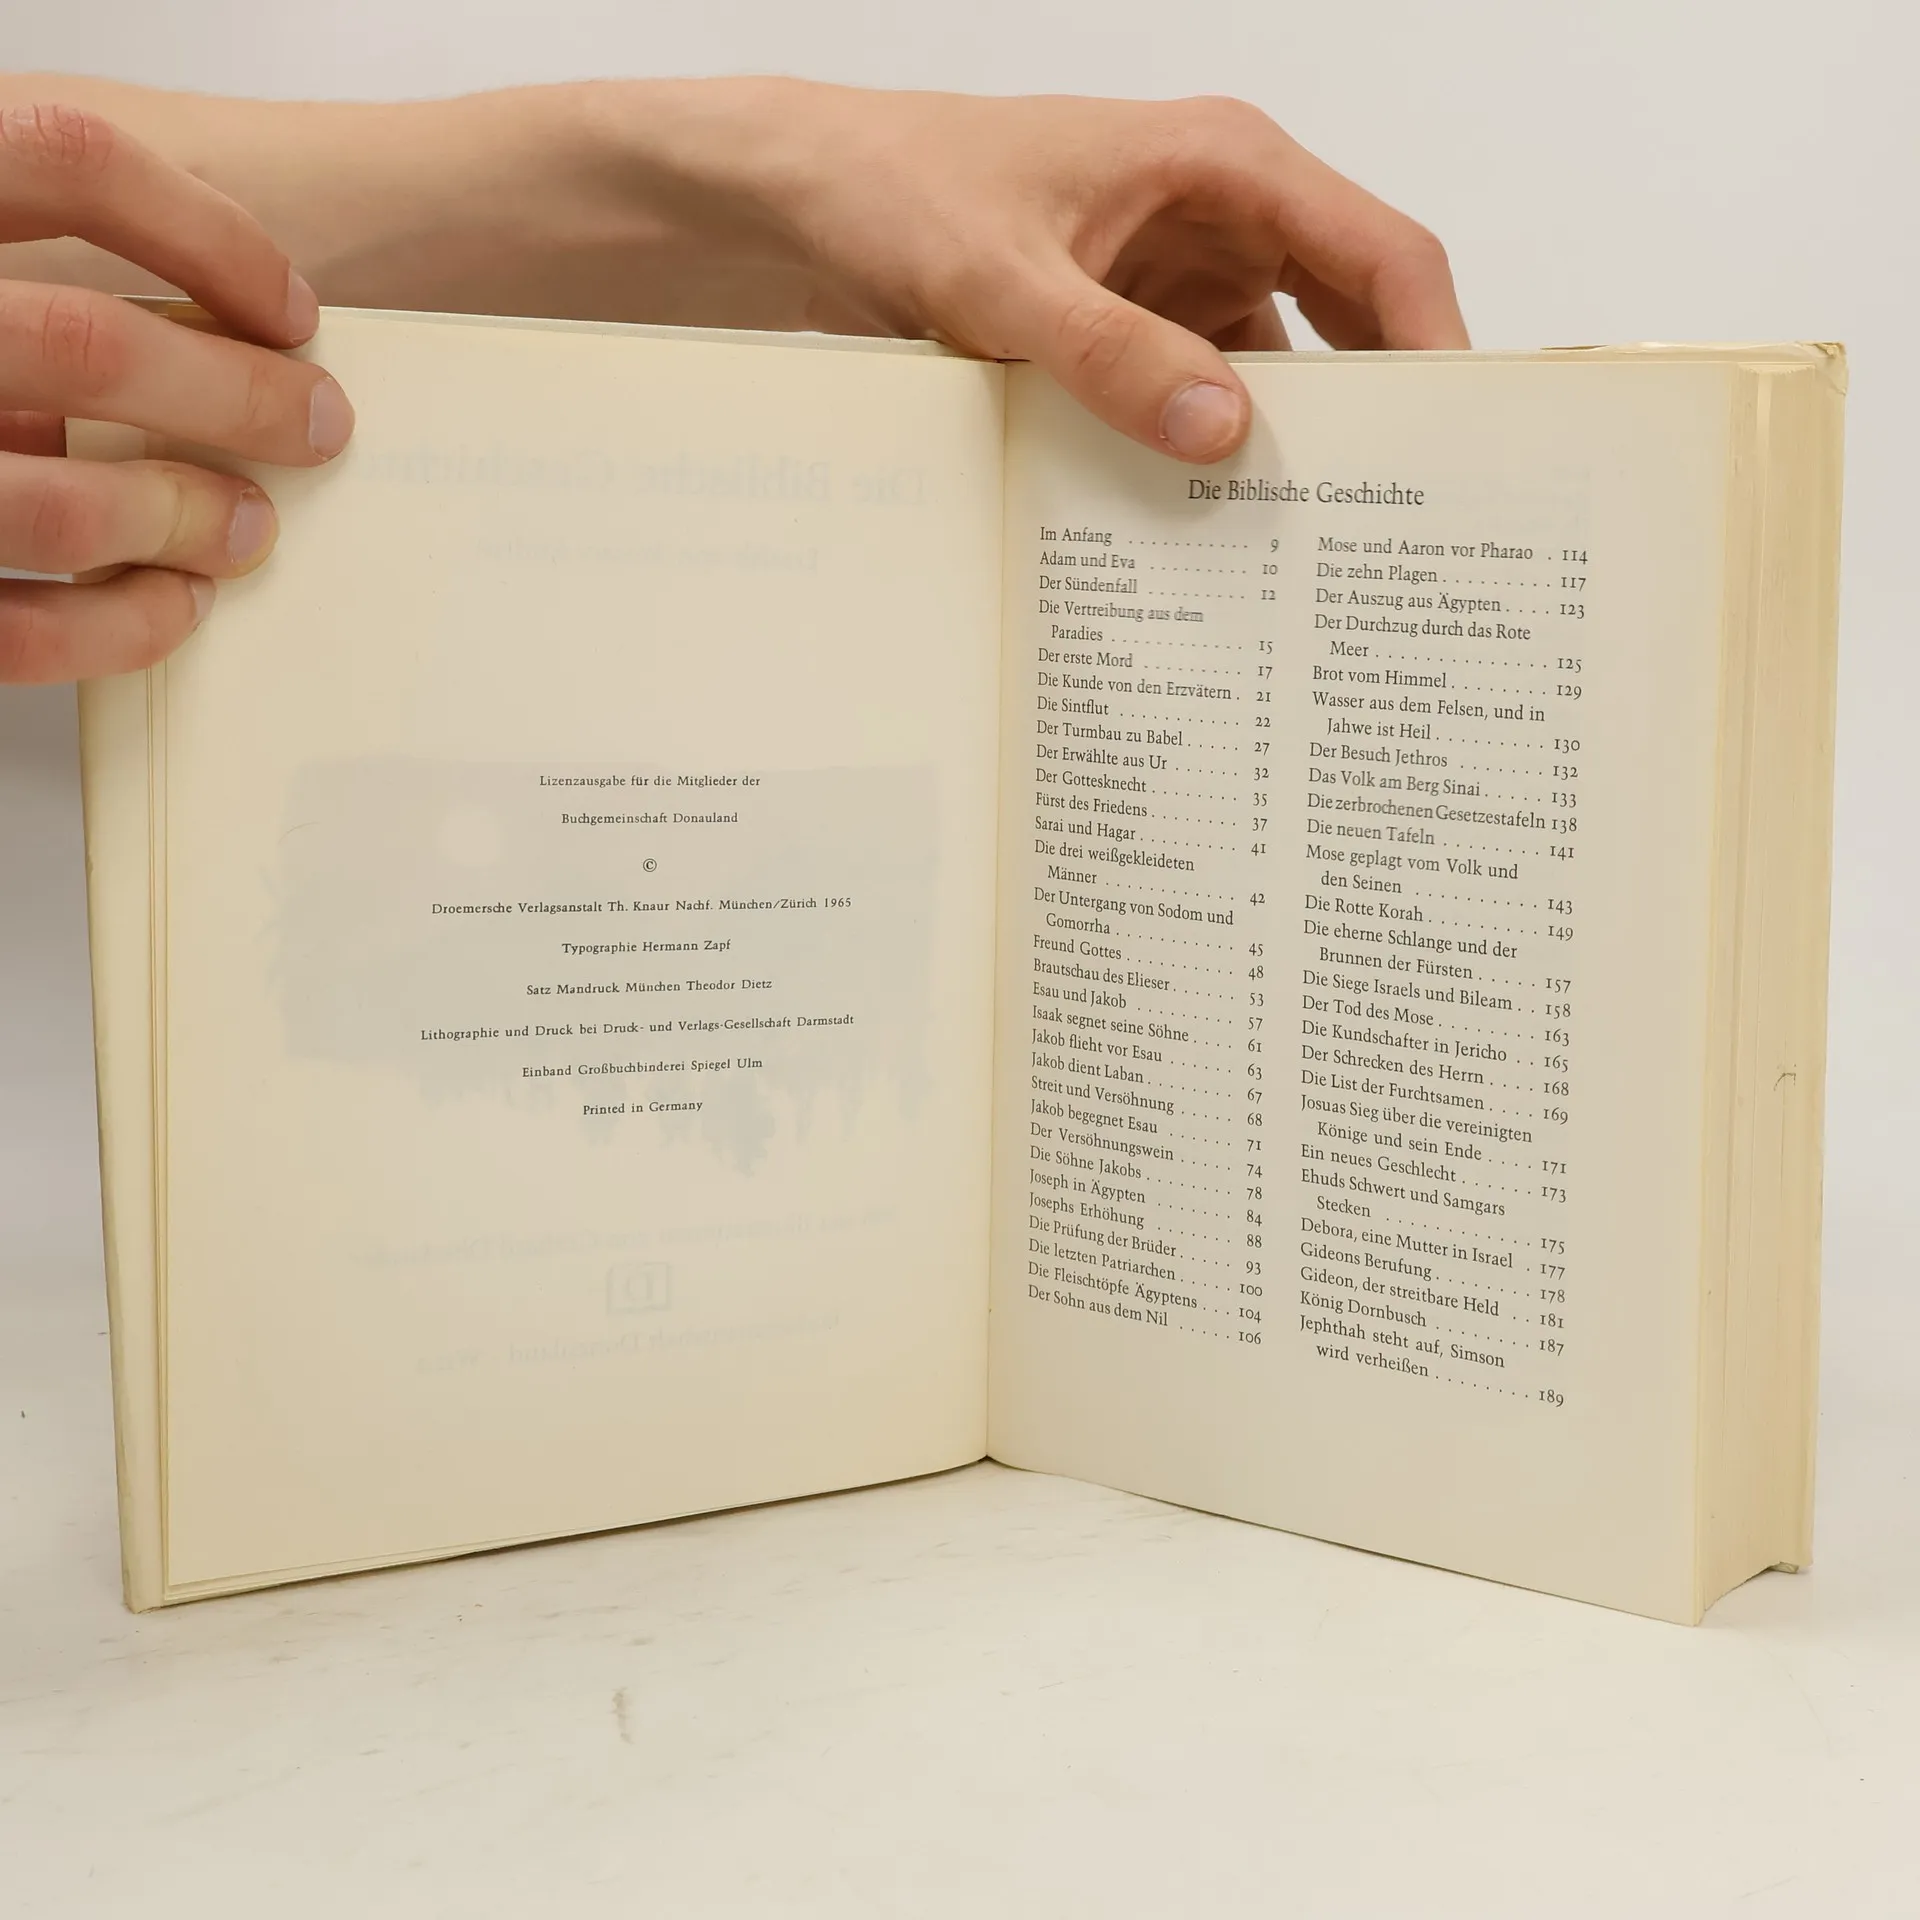 Lizenzausgabe für die Mitglieder der
Buchgemeinschaft Donauland
©
Droemersche Verlagsanstalt Th. Knaur Nachf. München/Zürich 1965
Typographie Hermann Zapf
Satz Mandruck München Theodor Dietz
Lithographie und Druck bei Druck- und Verlags-Gesellschaft Darmstadt
Einband Großbuchbinderei Spiegel Ulm
Printed in Germany
Die Biblische Geschichte
Im Anfang . . . . . . . . . . . 9
Adam und Eva . . . . . . . . . 10
Der Sündenfall . . . . . . . . . 12
Die Vertreibung aus dem
Paradies . . . . . . . . . . . . 15
Der erste Mord . . . . . . . . . 17
Die Kunde von den Erzvätern . 21
Die Sintflut . . . . . . . . . . . 22
Der Turmbau zu Babel . . . . . 27
Der Erwählte aus Ur . . . . . . 32
Der Gottesknecht . . . . . . . . 35
Fürst des Friedens . . . . . . . . 37
Sarai und Hagar . . . . . . . . . 41
Die drei weißgekleideten
Männer . . . . . . . . . . . . 42
Der Untergang von Sodom und
Gomorrha . . . . . . . . . . . 45
Freund Gottes . . . . . . . . . . 48
Brautschau des Elieser . . . . . . 53
Esau und Jakob . . . . . . . . . 57
Isaak segnet seine Söhne . . . . 61
Jakob flieht vor Esau . . . . . . 63
Jakob dient Laban . . . . . . . . 67
Streit und Versöhnung . . . . . 68
Jakob begegnet Esau . . . . . . 71
Der Versöhnungswein . . . . . 74
Die Söhne Jakobs . . . . . . . . 78
Joseph in Ägypten . . . . . . . 84
Josephs Erhöhung . . . . . . . 88
Die Prüfung der Brüder . . . . . 93
Die letzten Patriarchen . . . . . 100
Die Fleischtöpfe Ägyptens . . . 104
Der Sohn aus dem Nil . . . . . 106
Mose und Aaron vor Pharao . 114
Die zehn Plagen . . . . . . . . . 117
Der Auszug aus Ägypten . . . . 123
Der Durchzug durch das Rote
Meer . . . . . . . . . . . . . . 125
Brot vom Himmel . . . . . . . . 129
Wasser aus dem Felsen, und in
Jahwe ist Heil . . . . . . . . . 130
Der Besuch Jethros . . . . . . . 132
Das Volk am Berg Sinai . . . . . 133
Die zerbrochenen Gesetzestafeln 138
Die neuen Tafeln . . . . . . . . 141
Mose geplagt vom Volk und
den Seinen . . . . . . . . . . 143
Die Rotte Korah . . . . . . . . . 149
Die eherne Schlange und der
Brunnen der Fürsten . . . . . 157
Die Siege Israels und Bileam . . 158
Der Tod des Mose . . . . . . . . 163
Die Kundschafter in Jericho . . 165
Der Schrecken des Herrn . . . . 168
Die List der Furchtsamen . . . . 169
Josuas Sieg über die vereinigten
Könige und sein Ende . . . . 171
Ein neues Geschlecht . . . . . . 173
Ehuds Schwert und Samgars
Stecken . . . . . . . . . . . 175
Debora, eine Mutter in Israel . 177
Gideons Berufung . . . . . . . . 178
Gideon, der streitbare Held . . 181
König Dornbusch . . . . . . . . 187
Jephthah steht auf, Simson
wird verheißen . . . . . . . . 189